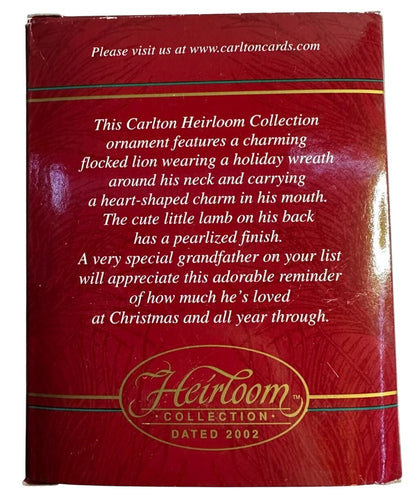 Please visit us at www.carltoncards.com
This Carlton Heirloom Collection
ornament features a charming
flocked lion wearing a holiday wreath
around his neck and carrying
a heart-shaped charm in his mouth.
The cute little lamb on his back
has a pearlized finish.
A very special grandfather on your list
will appreciate this adorable reminder
of how much he's loved
at Christmas and all year through.
Heirloom™
·COLLECTION·
DATED 2002